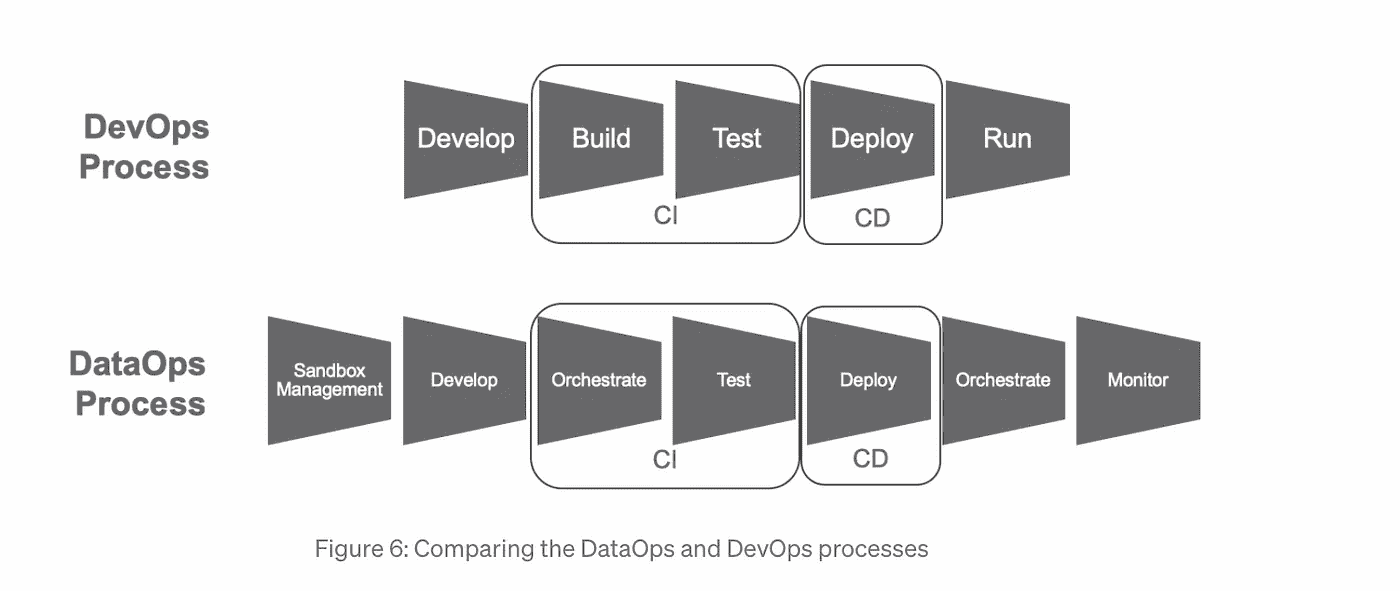 DevOps
Process
Develop
Build
Test
Deploy
Run
CI
CD
DataOps
Process
Sandbox
Management
Develop
Orchestrate
Test
Deploy
Orchestrate
Monitor
CI
CD
Figure 6: Comparing the DataOps and DevOps processes